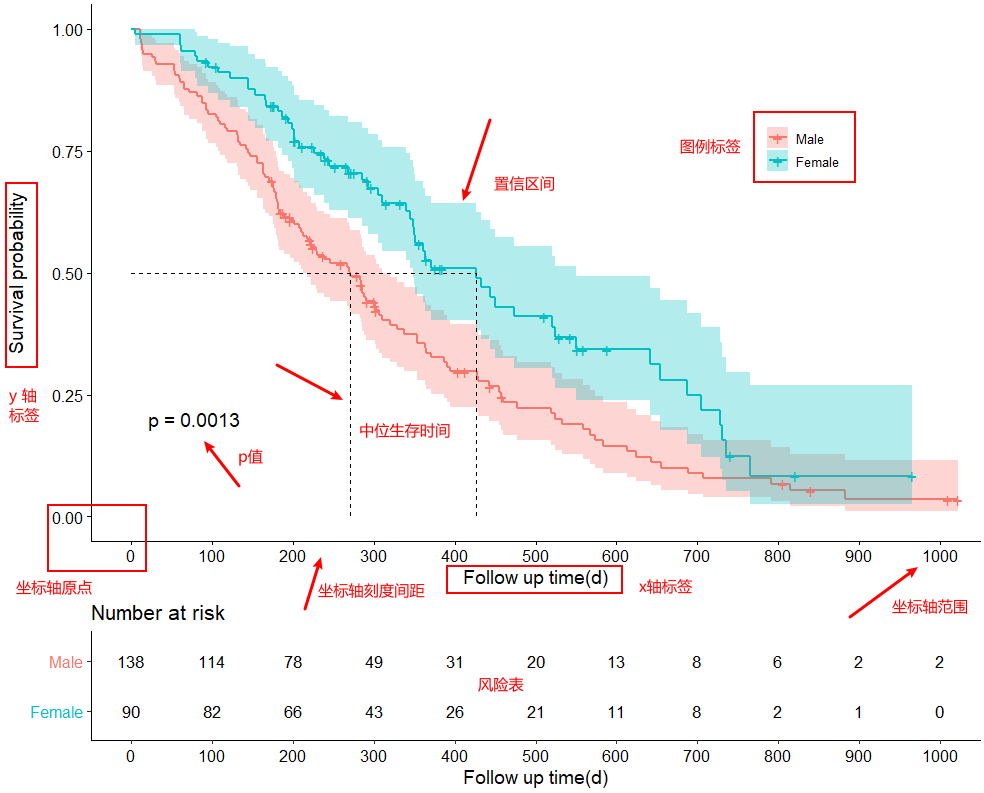 1.00
0.75
0.50
0.25
0.00
Survival probability
y 轴
标签
图例标签
Male
Female
置信区间
中位生存时间
p = 0.0013
p值
0 100 200 300 400 500 600 700 800 900 1000
Follow up time(d)
坐标轴原点
坐标轴刻度间距
x轴标签
坐标轴范围
Number at risk
Male 138 114 78 49 31 20 13 8 6 2 2
风险表
Female 90 82 66 43 26 21 11 8 2 1 0
0 100 200 300 400 500 600 700 800 900 1000
Follow up time(d)